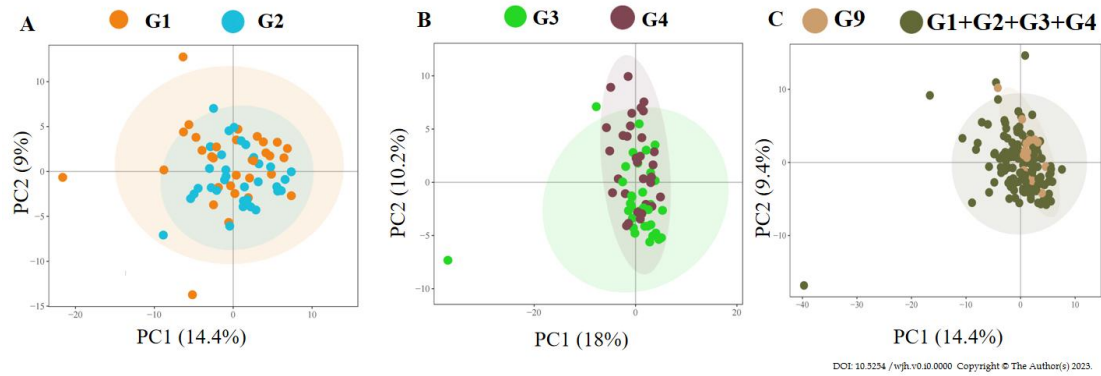 A G1 G2
PC2 (9%)
10
5
0
−5
−10
−15
−20 −10 0 10
PC1 (14.4%)
B G3 G4
PC2 (10.2%)
10
5
0
−5
−10
−20 0 20
PC1 (18%)
C G9 G1+G2+G3+G4
PC2 (9.4%)
10
0
−10
−40 −30 −20 −10 0 10
PC1 (14.4%)
DOI: 10.5254 /wjh.v0.i0.0000 Copyright © The Author(s) 2023.